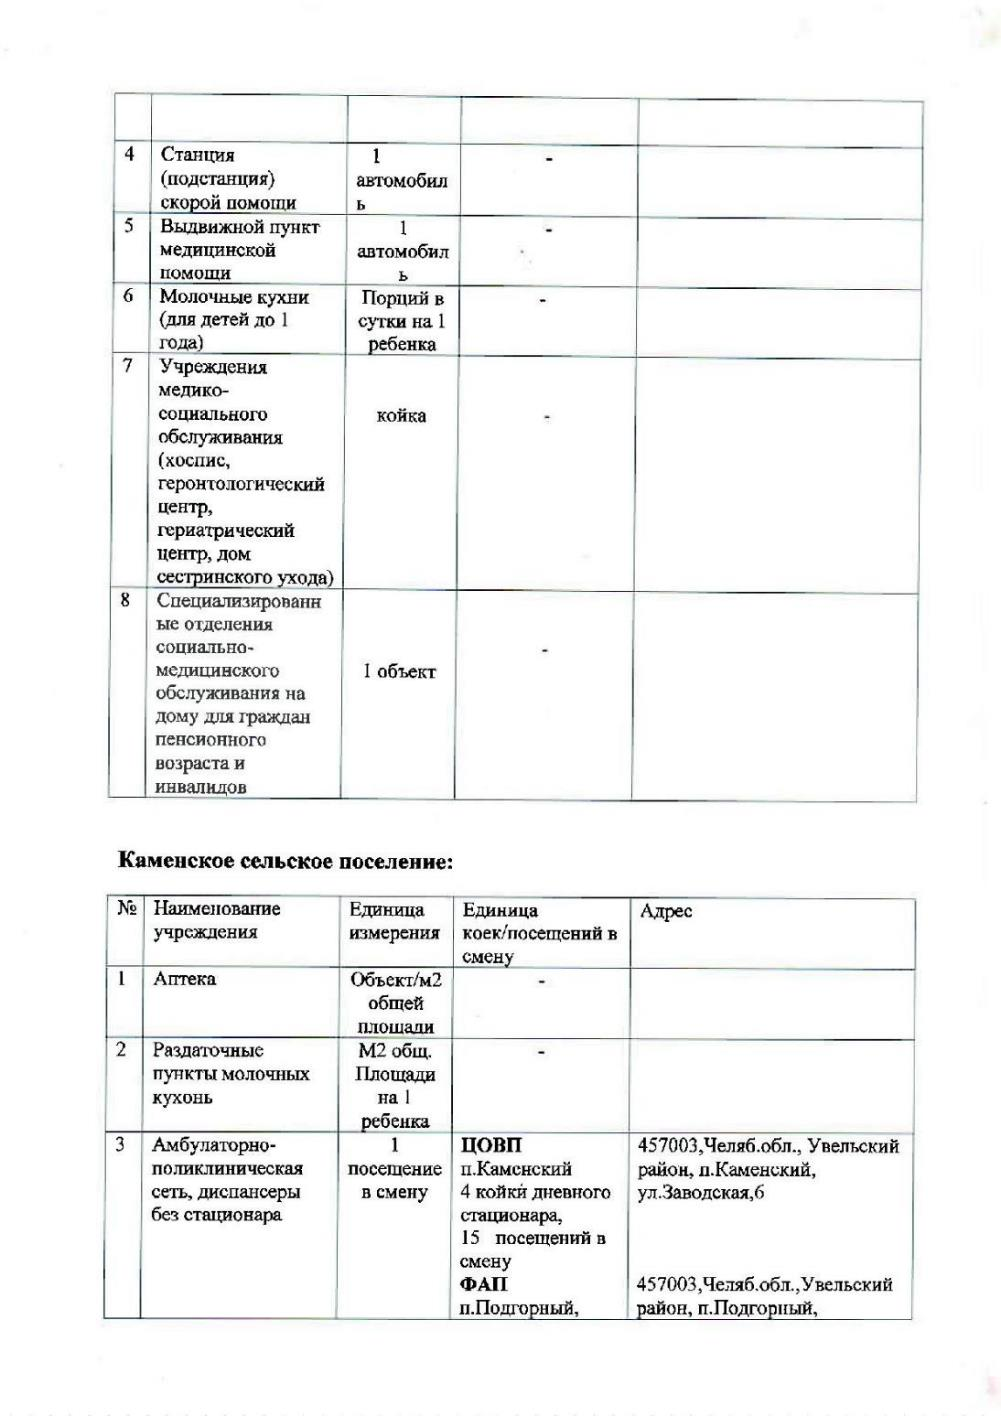 4 Станция 1 -
(подстанция) автомобил
скорой помощи ь
5 Выдвижной пункт 1 -
медицинской автомобил
помощи ь
6 Молочные кухни Порций в -
(для детей до 1 сутки на 1
года) ребенка
7 Учреждения
медико-
социального койка -
обслуживания
(хоспис,
геронтологический
центр,
гериатрический
центр, дом
сестринского ухода)
8 Специализированн
ые отделения
социально- -
медицинского 1 объект
обслуживания на
дому для граждан
пенсионного
возраста и
инвалидов
Каменское сельское поселение:
№ Наименование Единица Единица Адрес
учреждения измерения коек/посещений в
смену
1 Аптека Объект/м2 -
общей
площади
2 Раздаточные М2 общ. -
пункты молочных Площади
кухонь на 1
ребенка
3 Амбулаторно- 1 ЦОВП 457003,Челяб.обл., Увельский
поликлиническая посещение п.Каменский район, п.Каменский,
сеть, диспансеры в смену 4 койки дневного ул.Заводская,6
без стационара стационара,
15 посещений в
смену
ФАП 457003,Челяб.обл.,Увельский
п.Подгорный, район, п.Подгорный,